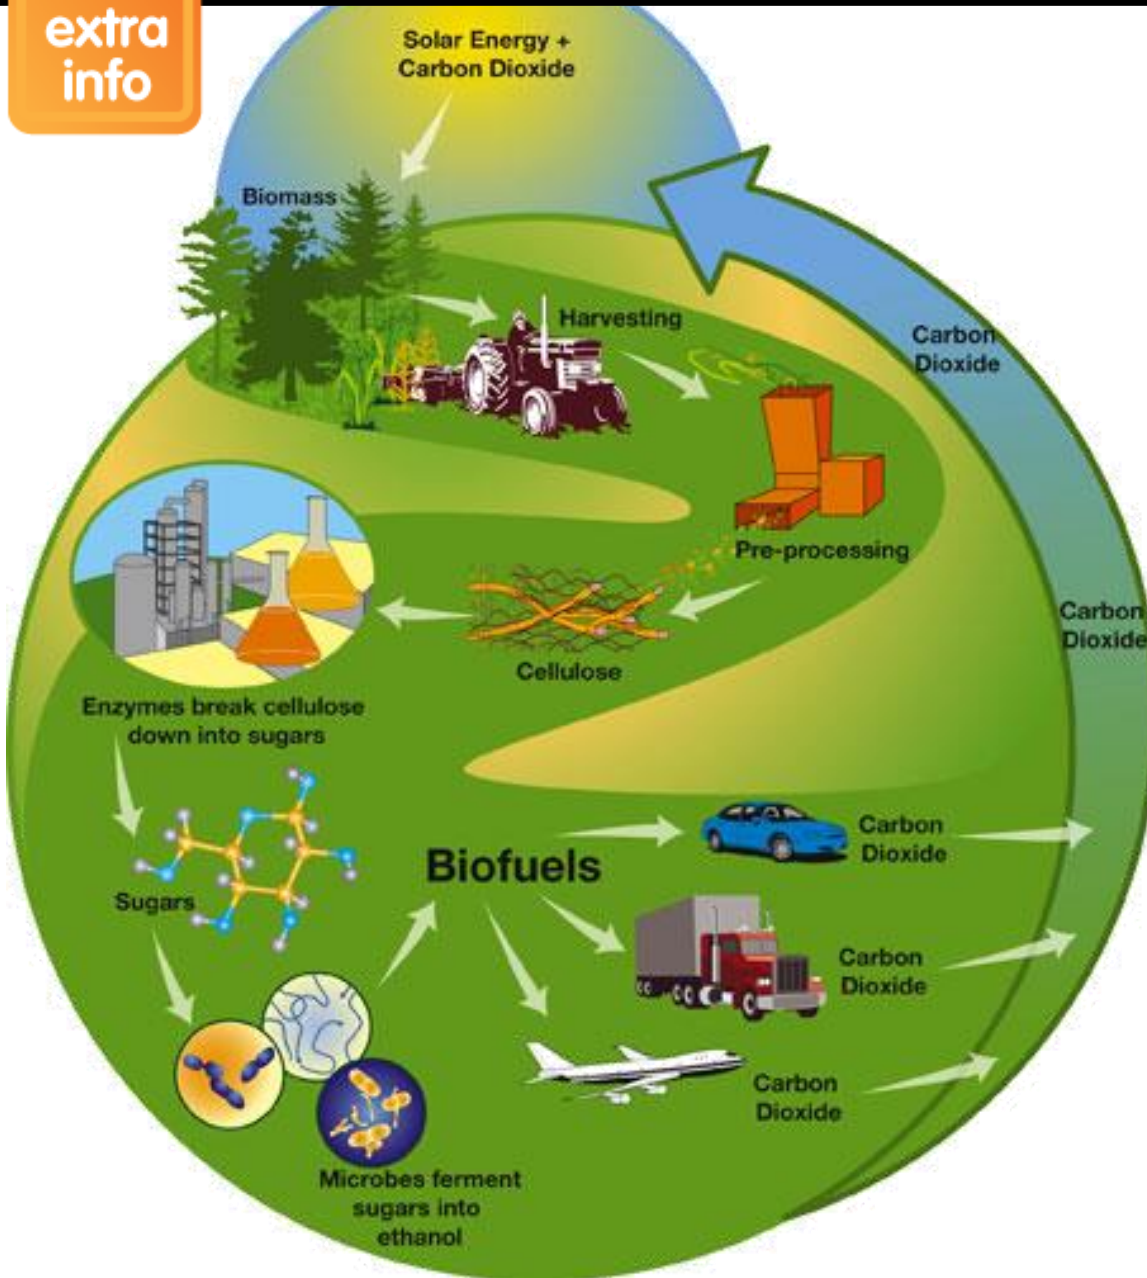 extra
info
Solar Energy +
Carbon Dioxide
Biomass
Harvesting
Carbon
Dioxide
Pre-processing
Cellulose
Carbon
Dioxide
Enzymes break cellulose
down into sugars
Sugars
Biofuels
Carbon
Dioxide
Carbon
Dioxide
Carbon
Dioxide
Microbes ferment
sugars into
ethanol